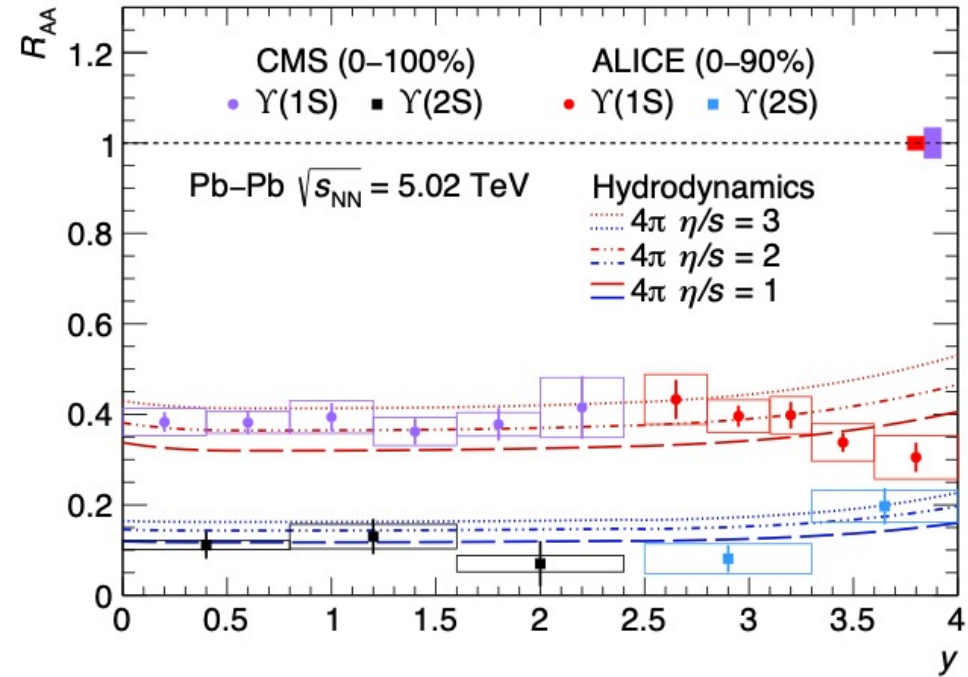 R_AA
1.2
CMS (0–100%) ALICE (0–90%)
ϒ(1S) ϒ(2S) ϒ(1S) ϒ(2S)
1
Pb–Pb √s_NN = 5.02 TeV
Hydrodynamics
4π η/s = 3
4π η/s = 2
4π η/s = 1
0.8
0.6
0.4
0.2
0
0 0.5 1 1.5 2 2.5 3 3.5 4
y